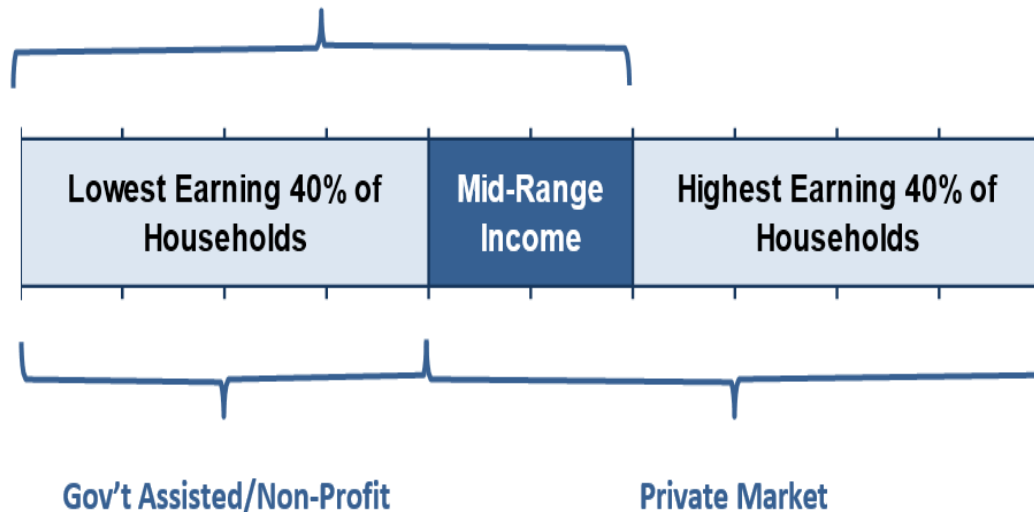 Lowest Earning 40% of
Households
Mid-Range
Income
Highest Earning 40% of
Households
Gov't Assisted/Non-Profit
Private Market